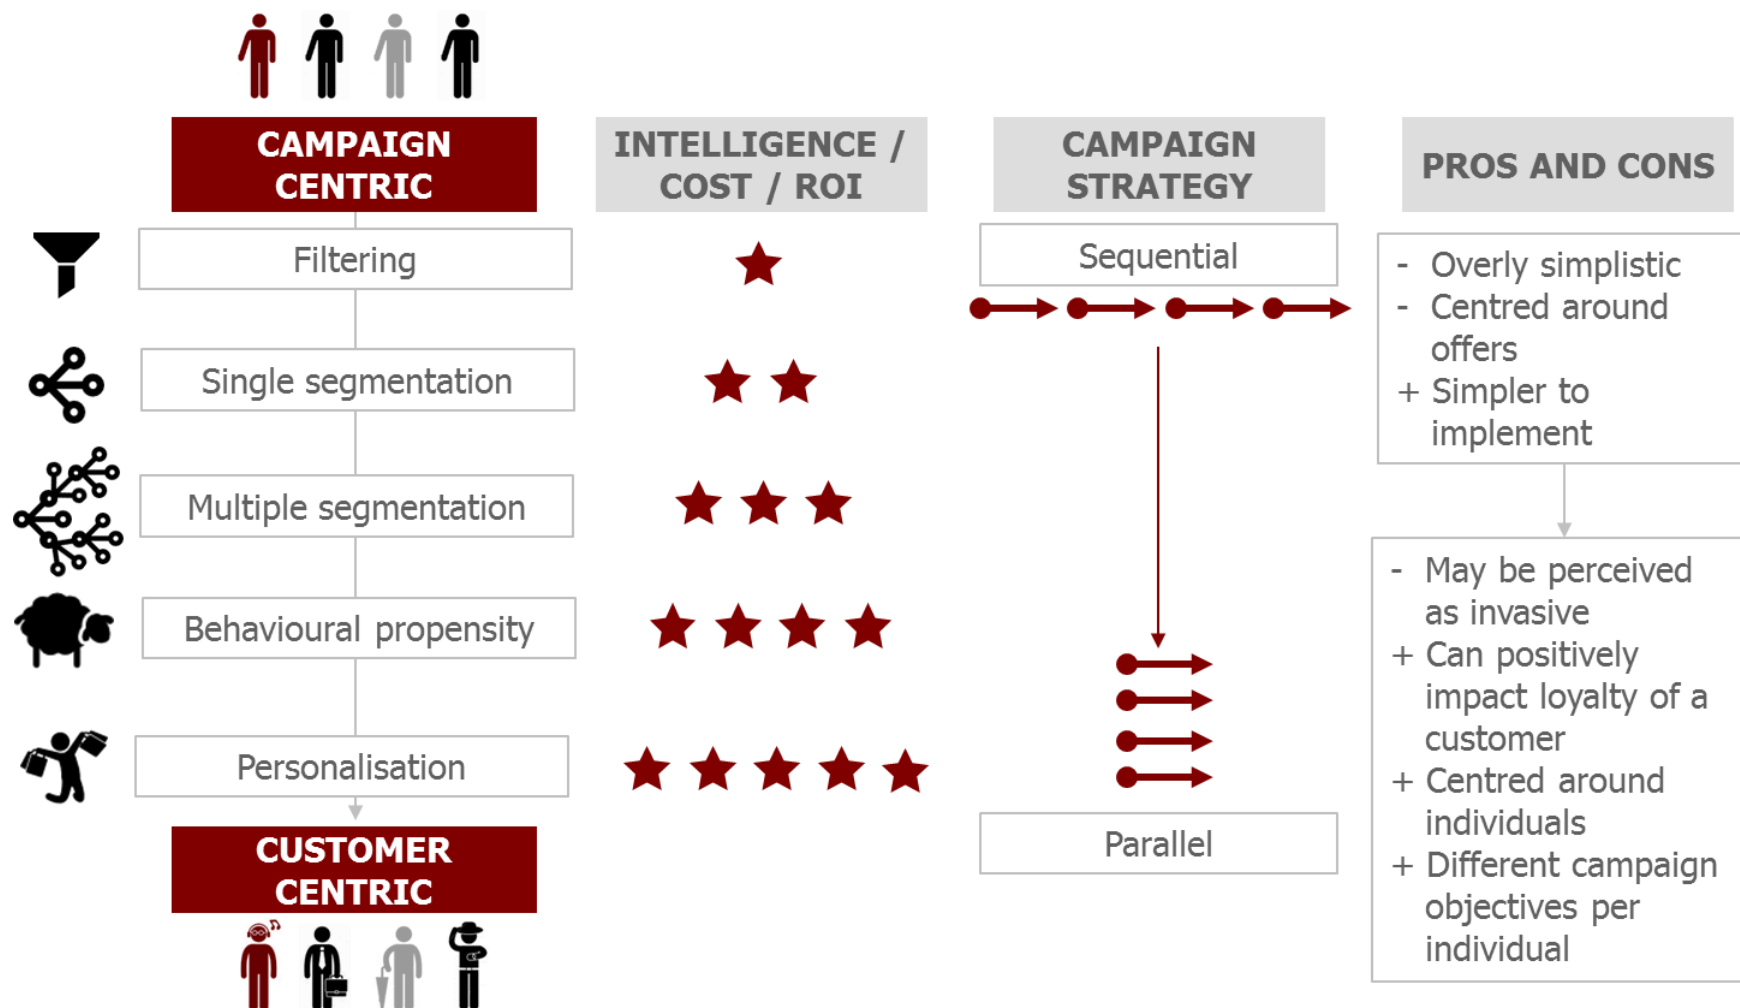 CAMPAIGN
CENTRIC
INTELLIGENCE /
COST / ROI
CAMPAIGN
STRATEGY
PROS AND CONS
Filtering
Single segmentation
Multiple segmentation
Behavioural propensity
Personalisation
CUSTOMER
CENTRIC
Sequential
Parallel
- Overly simplistic
- Centred around
offers
+ Simpler to
implement
- May be perceived
as invasive
+ Can positively
impact loyalty of a
customer
+ Centred around
individuals
+ Different campaign
objectives per
individual